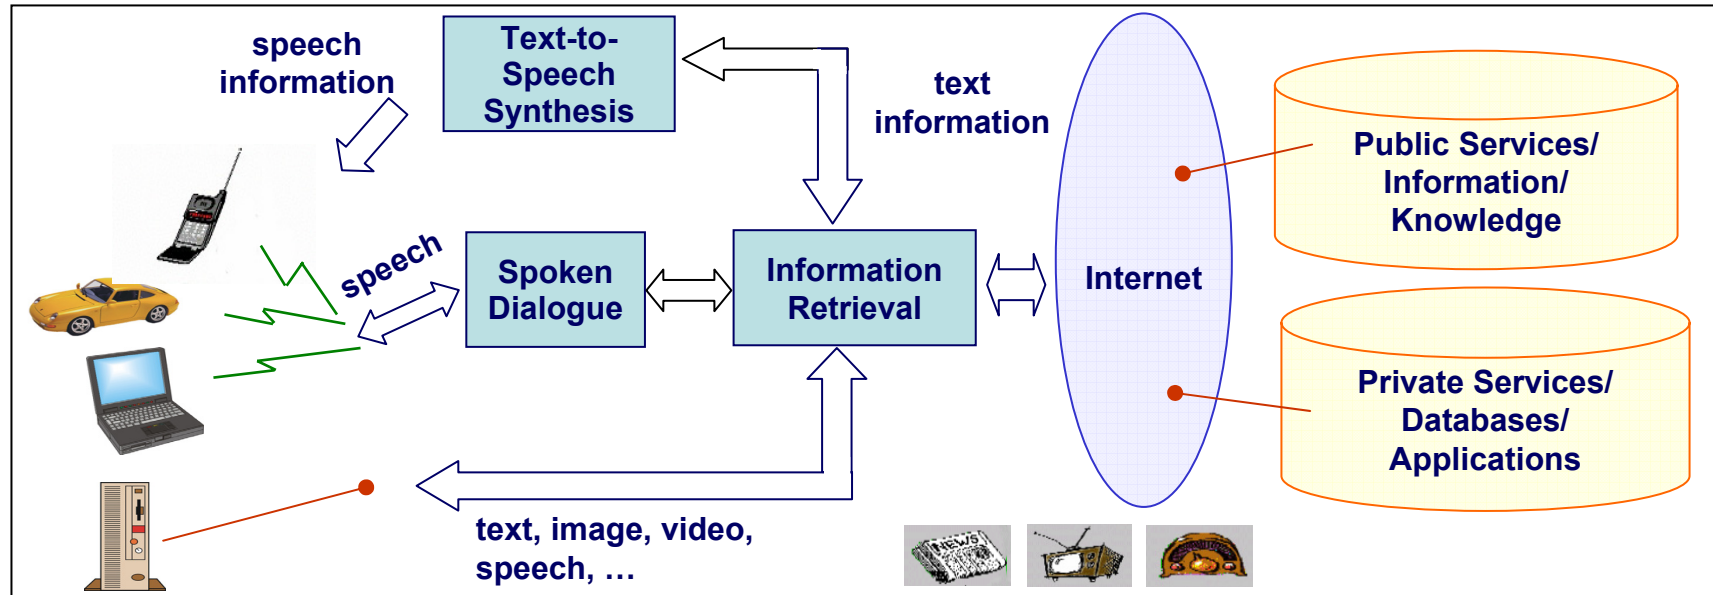 speech
information
Text-to-
Speech
Synthesis
text
information
Public Services/
Information/
Knowledge
speech
Spoken
Dialogue
Information
Retrieval
Internet
Private Services/
Databases/
Applications
text, image, video,
speech, …
NEWS